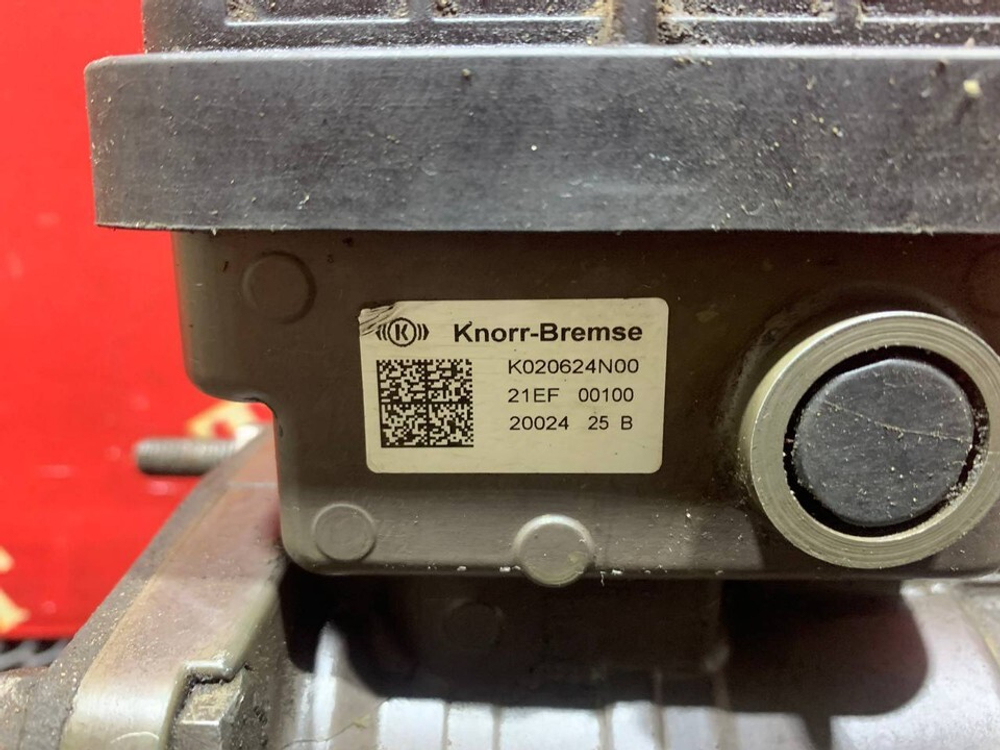 K Knorr-Bremse
K020624N00
21EF 00100
20024 25 B